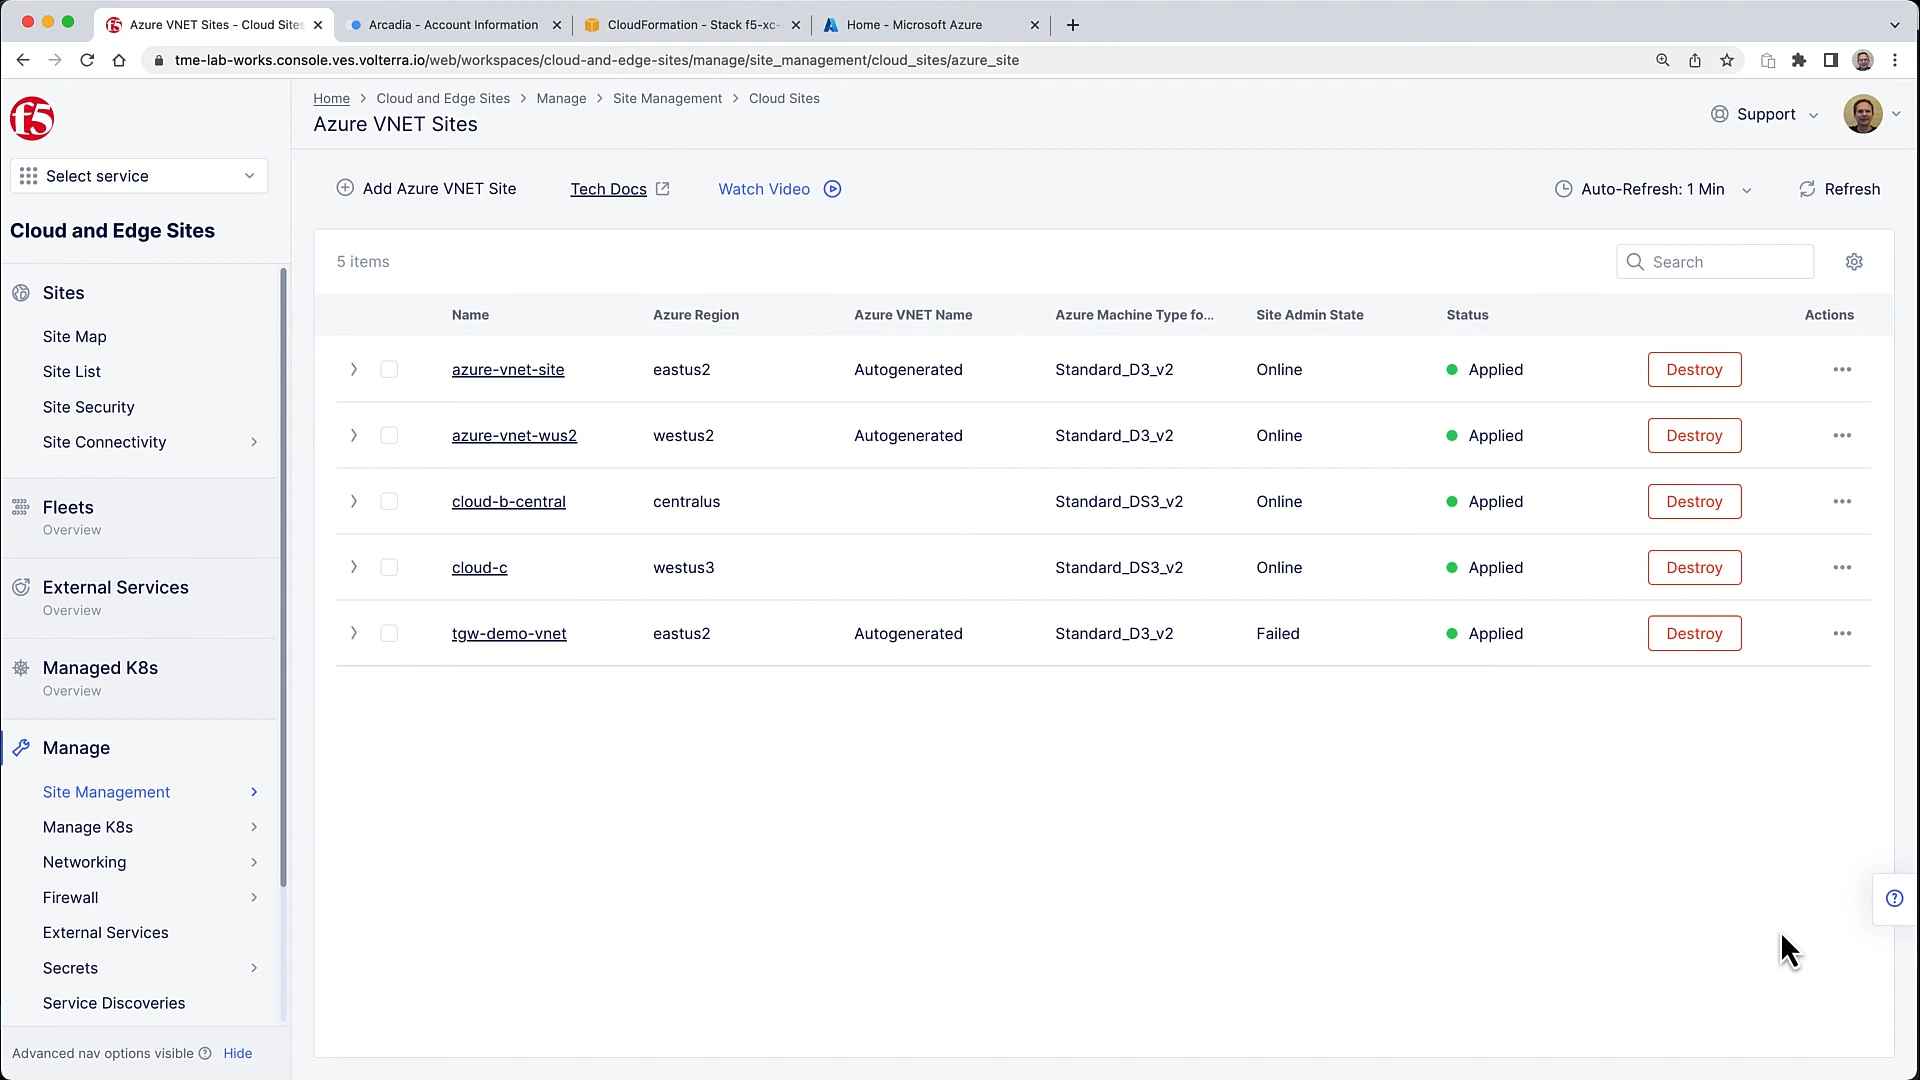 Azure VNET Sites - Cloud Sites
Arcadia - Account Information
CloudFormation - Stack f5-xc-
Home - Microsoft Azure
tme-lab-works.console.ves.volterra.io/web/workspaces/cloud-and-edge-sites/manage/site_management/cloud_sites/azure_site
f5
Select service
Cloud and Edge Sites
Sites
Site Map
Site List
Site Security
Site Connectivity
Fleets
Overview
External Services
Overview
Managed K8s
Overview
Manage
Site Management
Manage K8s
Networking
Firewall
External Services
Secrets
Service Discoveries
Advanced nav options visible Hide
Home > Cloud and Edge Sites > Manage > Site Management > Cloud Sites
Azure VNET Sites
Support
Add Azure VNET Site Tech Docs Watch Video Auto-Refresh: 1 Min Refresh
5 items Search
Name Azure Region Azure VNET Name Azure Machine Type fo... Site Admin State Status Actions
azure-vnet-site eastus2 Autogenerated Standard_D3_v2 Online Applied Destroy
azure-vnet-wus2 westus2 Autogenerated Standard_D3_v2 Online Applied Destroy
cloud-b-central centralus Standard_DS3_v2 Online Applied Destroy
cloud-c westus3 Standard_DS3_v2 Online Applied Destroy
tgw-demo-vnet eastus2 Autogenerated Standard_D3_v2 Failed Applied Destroy